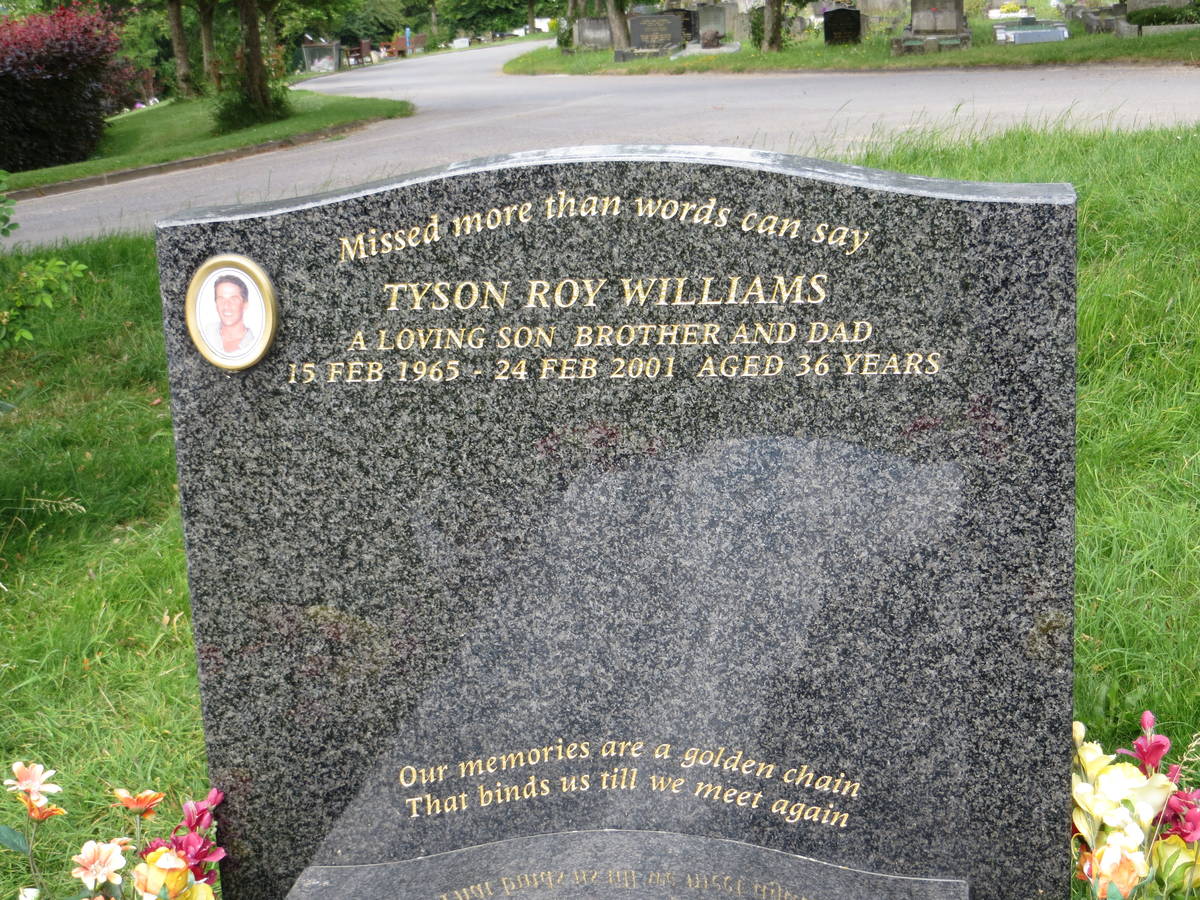 Missed more than words can say
TYSON ROY WILLIAMS
A LOVING SON BROTHER AND DAD
15 FEB 1965 - 24 FEB 2001 AGED 36 YEARS
Our memories are a golden chain
That binds us till we meet again